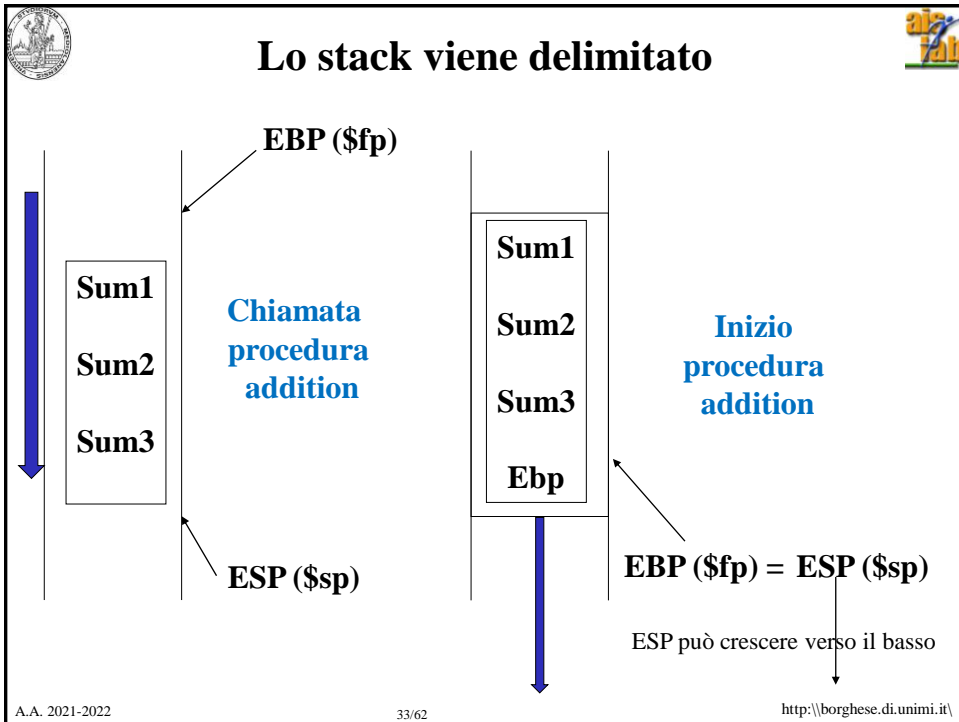 Lo stack viene delimitato
EBP ($fp)
Sum1
Sum2
Sum3
Chiamata
procedura
addition
ESP ($sp)
Sum1
Sum2
Sum3
Ebp
Inizio
procedura
addition
EBP ($fp) = ESP ($sp)
ESP può crescere verso il basso
A.A. 2021-2022
33/62
http:\\borghese.di.unimi.it\